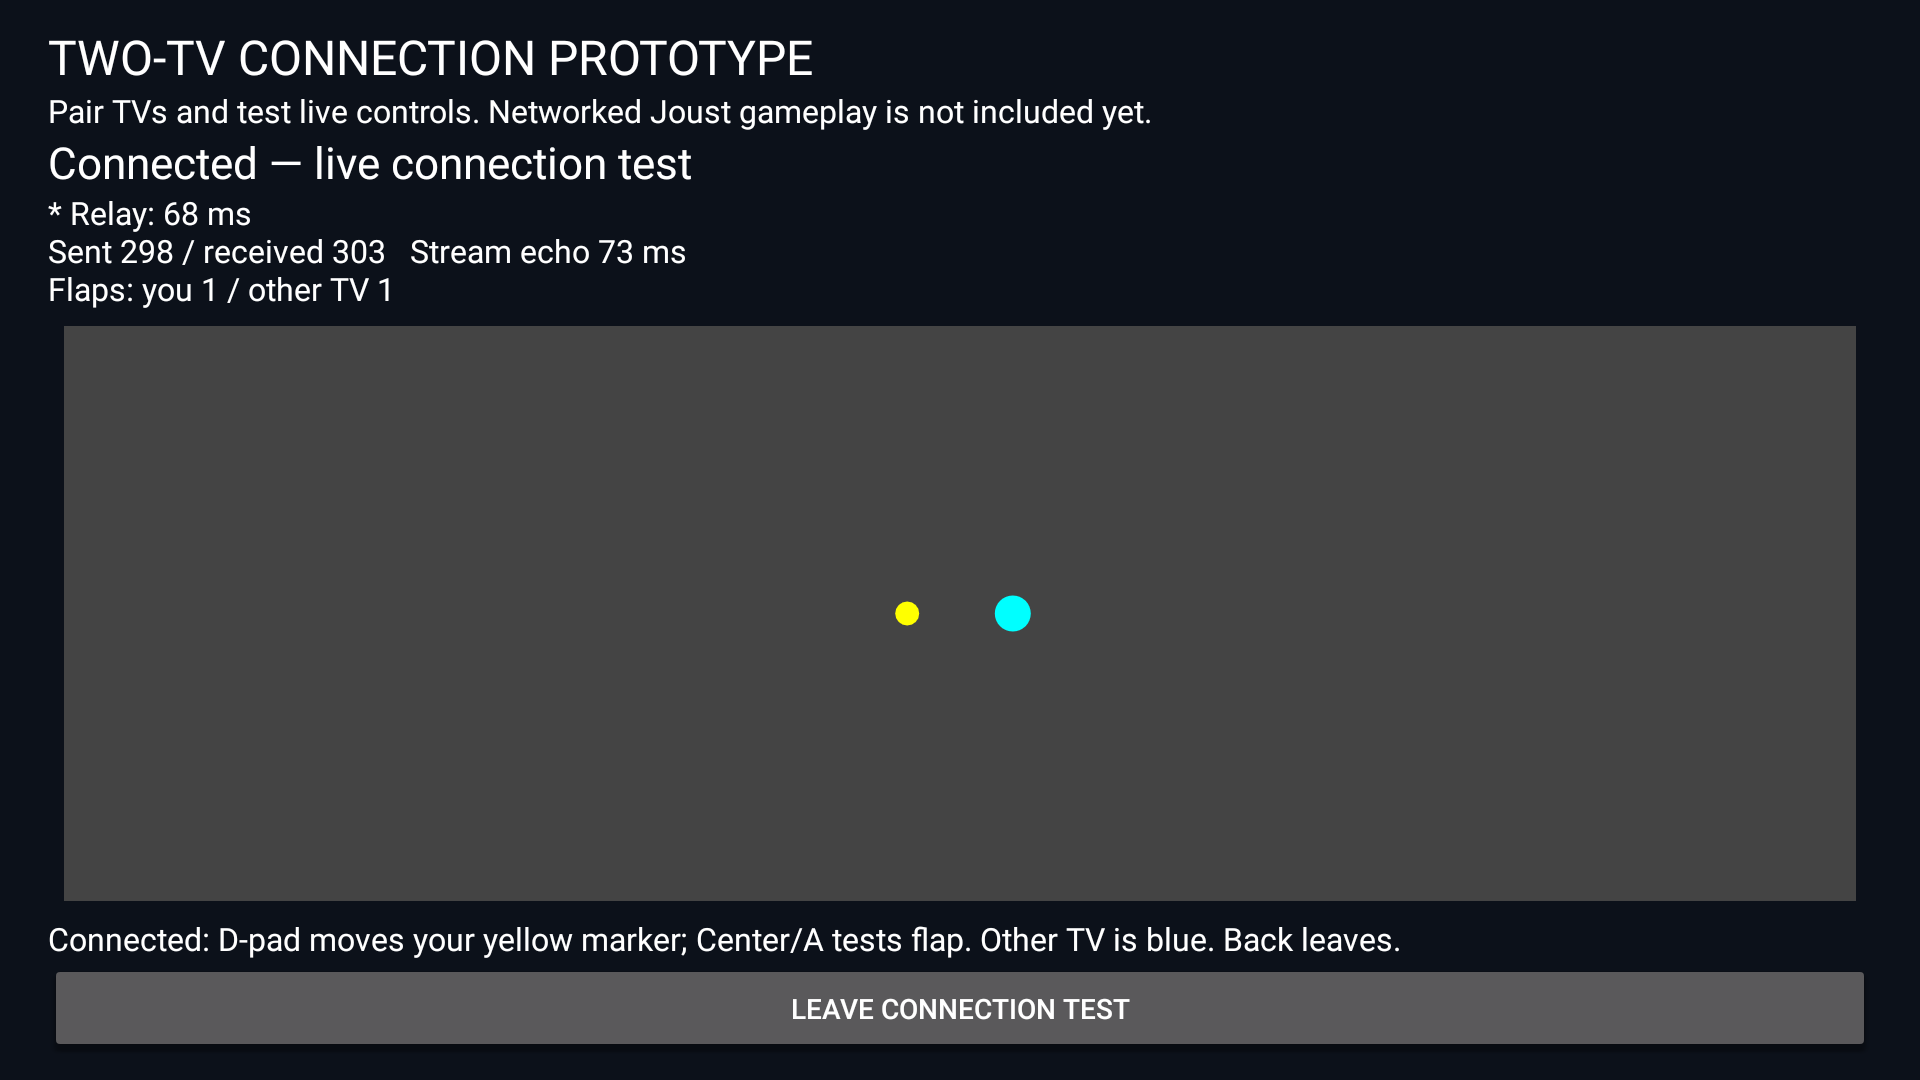 TWO-TV CONNECTION PROTOTYPE
Pair TVs and test live controls. Networked Joust gameplay is not included yet.
Connected — live connection test
* Relay: 68 ms
Sent 298 / received 303   Stream echo 73 ms
Flaps: you 1 / other TV 1
Connected: D-pad moves your yellow marker; Center/A tests flap. Other TV is blue. Back leaves.
LEAVE CONNECTION TEST